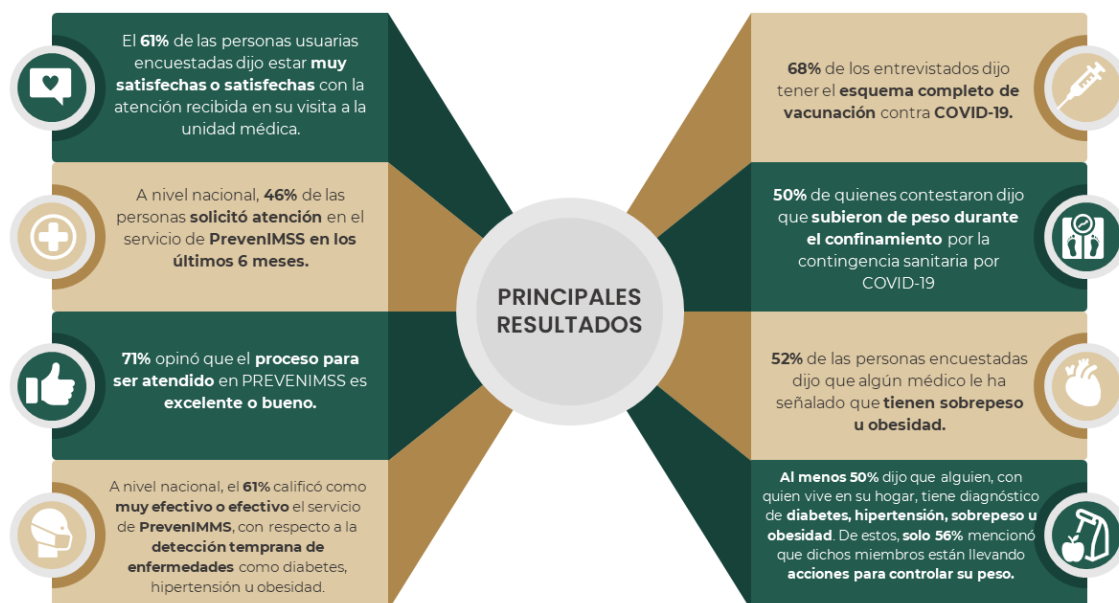 El 61% de las personas usuarias
encuestadas dijo estar muy
satisfechas o satisfechas con la
atención recibida en su visita a la
unidad médica.
A nivel nacional, 46% de las
personas solicitó atención en el
servicio de PrevenIMSS en los
últimos 6 meses.
71% opinó que el proceso para
ser atendido en PREVENIMSS es
excelente o bueno.
A nivel nacional, el 61% calificó como
muy efectivo o efectivo el servicio
de PrevenIMMS, con respecto a la
detección temprana de
enfermedades como diabetes,
hipertensión u obesidad.
PRINCIPALES
RESULTADOS
68% de los entrevistados dijo
tener el esquema completo de
vacunación contra COVID-19.
50% de quienes contestaron dijo
que subieron de peso durante
el confinamiento por la
contingencia sanitaria por
COVID-19
52% de las personas encuestadas
dijo que algún médico le ha
señalado que tienen sobrepeso
u obesidad.
Al menos 50% dijo que alguien, con
quien vive en su hogar, tiene diagnóstico
de diabetes, hipertensión, sobrepeso u
obesidad. De estos, solo 56% mencionó
que dichos miembros están llevando
acciones para controlar su peso.